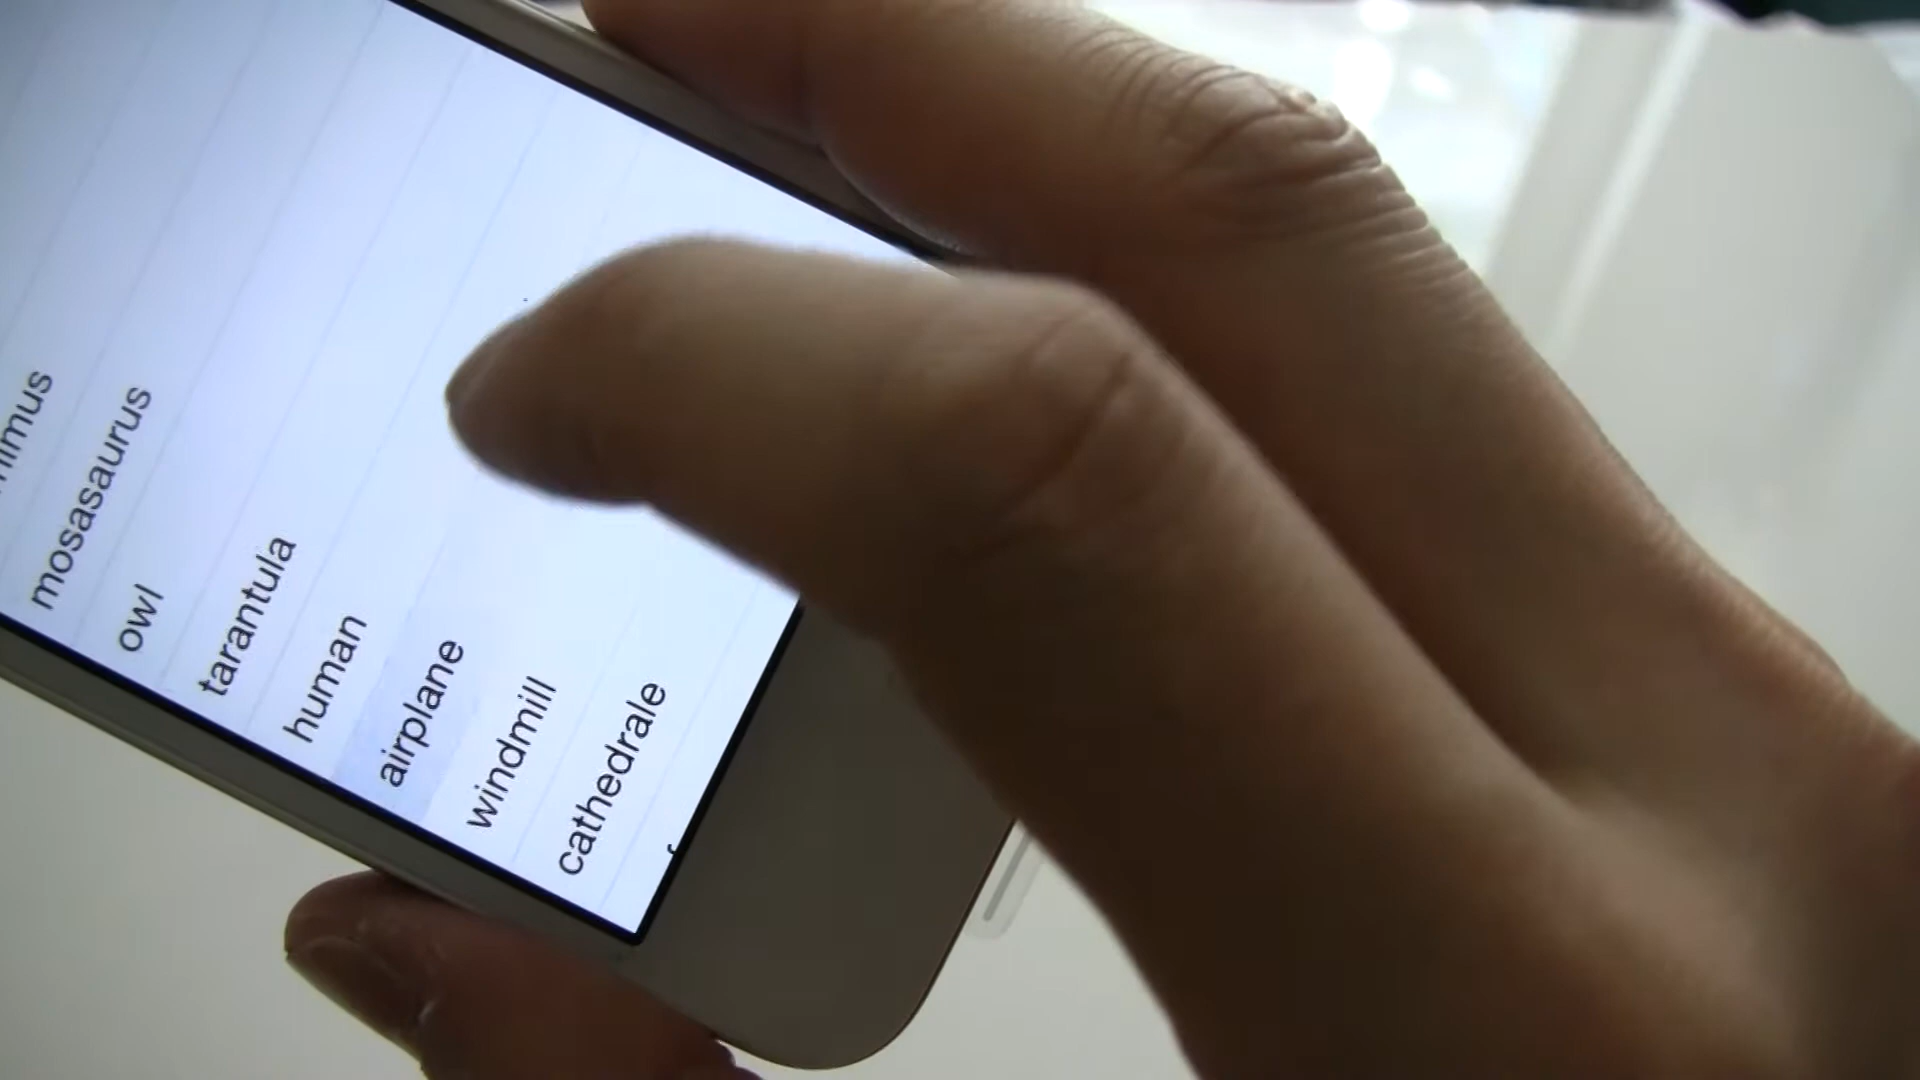 mosasaurus
owl
tarantula
human
airplane
windmill
cathedrale